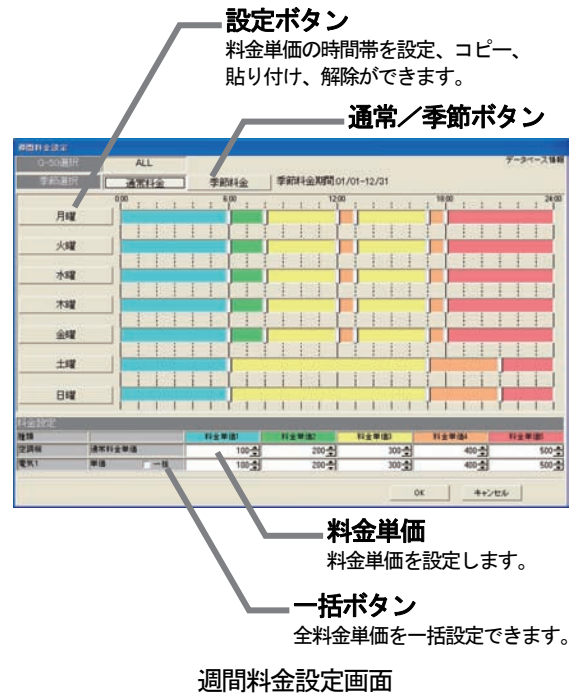 設定ボタン
料金単価の時間帯を設定、コピー、
貼り付け、解除ができます。
通常／季節ボタン
週間料金設定
G-50選択 ALL データベース情報
季節選択 通常料金 季節料金 季節料金期間:01/01-12/31
0:00 6:00 12:00 18:00 24:00
月曜
火曜
水曜
木曜
金曜
土曜
日曜
料金設定
種類 料金単価1 料金単価2 料金単価3 料金単価4 料金単価5
空調機 通常料金単価 100 200 300 400 500
電気1 単価 一括 100 200 300 400 500
OK キャンセル
料金単価
料金単価を設定します。
一括ボタン
全料金単価を一括設定できます。
週間料金設定画面